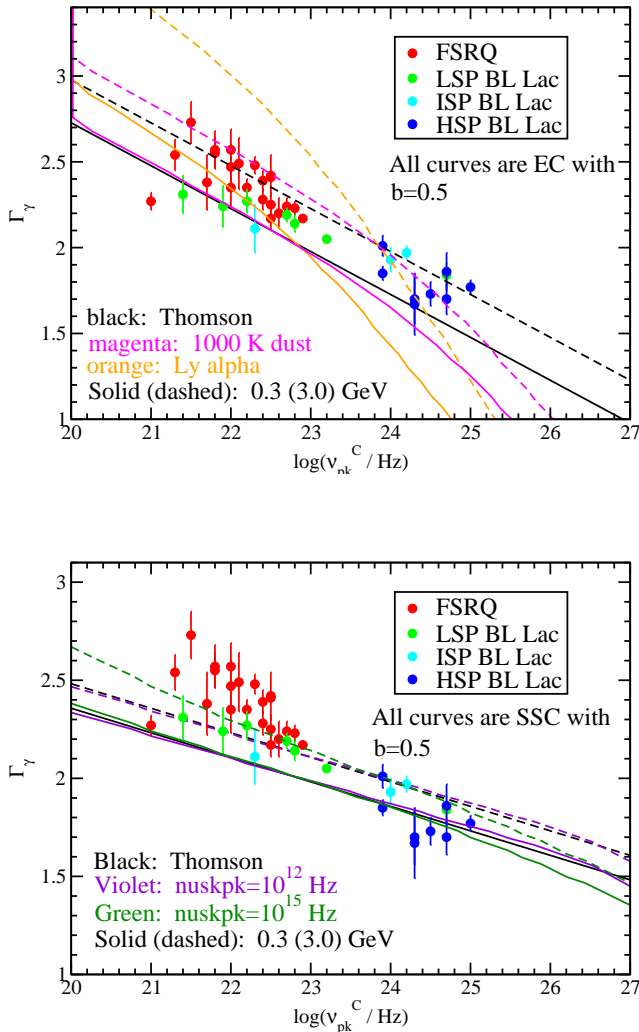 3
2.5
2
1.5
1
Γγ
FSRQ
LSP BL Lac
ISP BL Lac
HSP BL Lac
All curves are EC with
b=0.5
black: Thomson
magenta: 1000 K dust
orange: Ly alpha
Solid (dashted): 0.3 (3.0) GeV
20 21 22 23 24 25 26 27
log(ν_pk^C / Hz)
3
2.5
2
1.5
1
Γγ
FSRQ
LSP BL Lac
ISP BL Lac
HSP BL Lac
All curves are SSC with
b=0.5
Black: Thomson
Violet: nuskpk=10^12 Hz
Green: nuskpk=10^15 Hz
Solid (dashed): 0.3 (3.0) GeV
20 21 22 23 24 25 26 27
log(ν_pk^C / Hz)